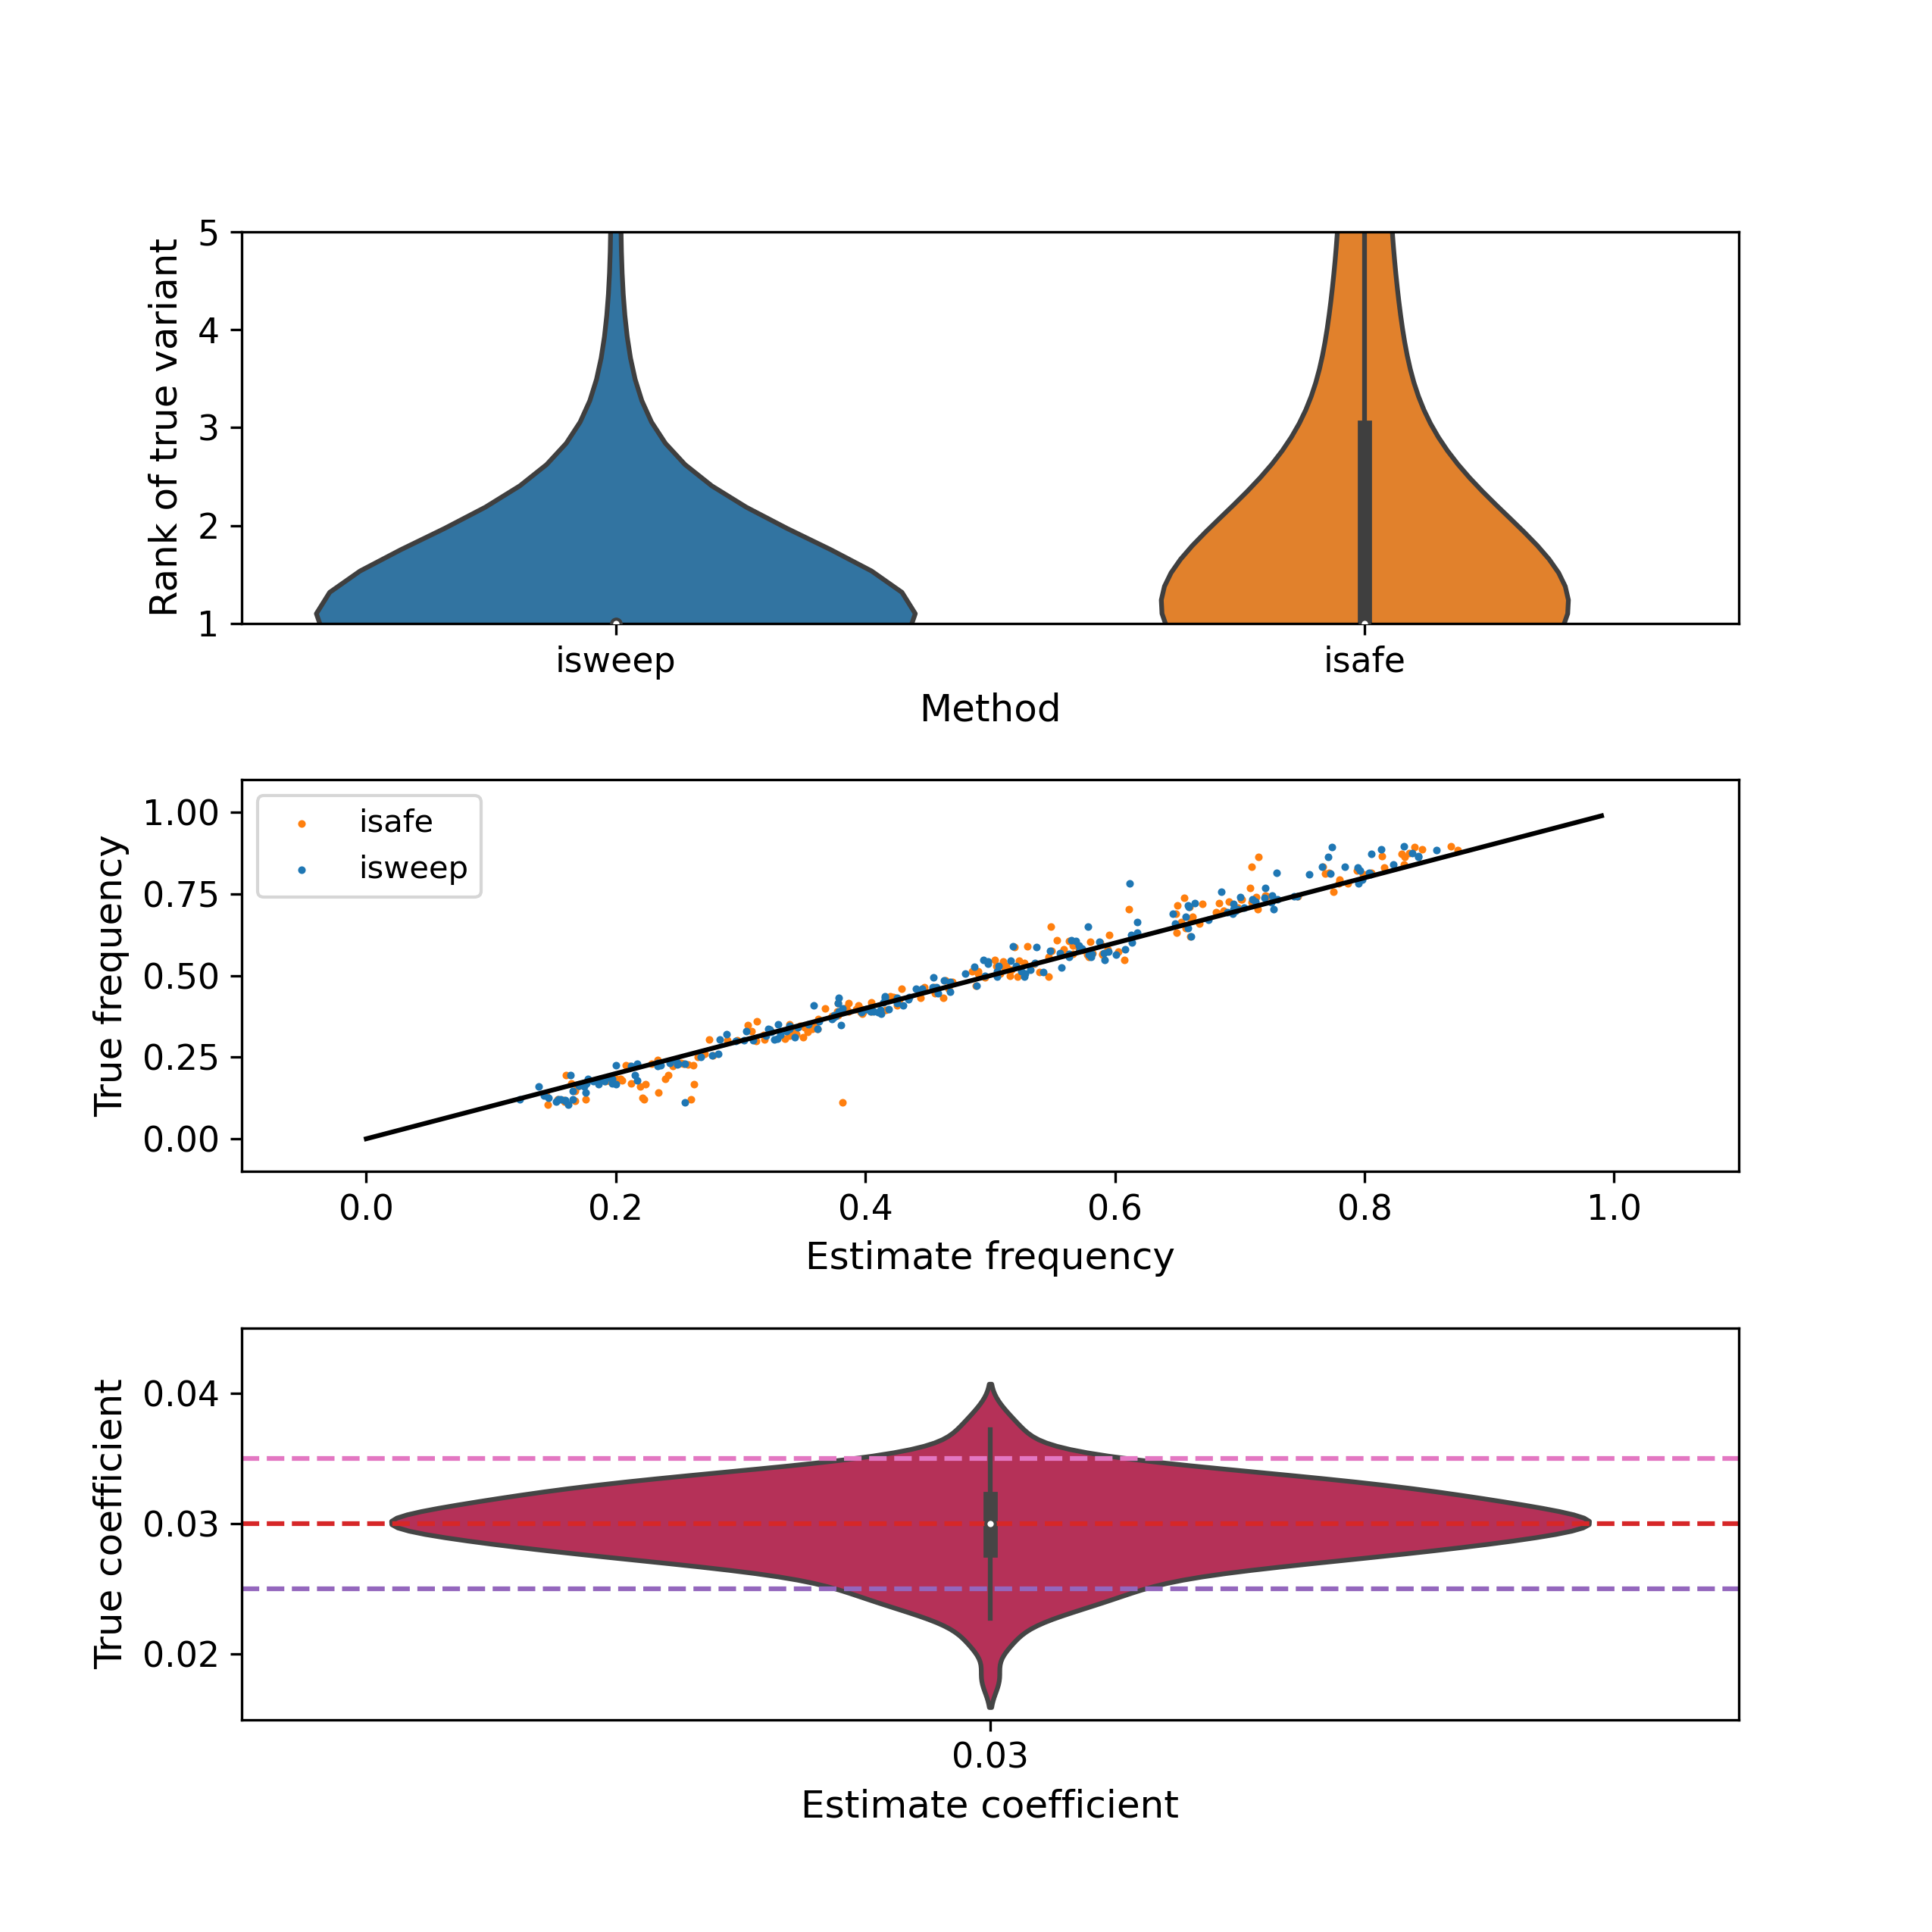 5
4
3
2
1
Rank of true variant
isweep
isafe
Method
1.00
0.75
0.50
0.25
0.00
True frequency
isafe
isweep
0.0
0.2
0.4
0.6
0.8
1.0
Estimate frequency
0.04
0.03
0.02
True coefficient
0.03
Estimate coefficient